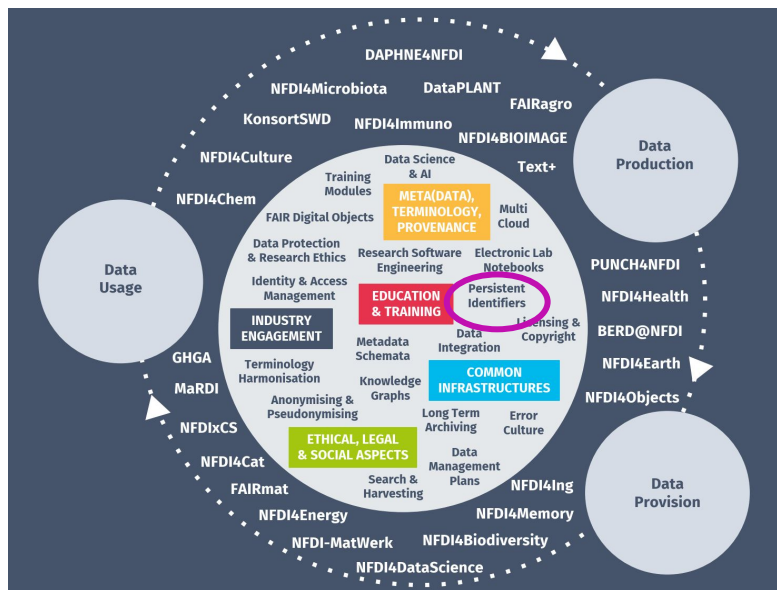 DAPHNE4NFDI
NFDI4Microbiota
DataPLANT
FAIRagro
KonsortSWD
NFDI4Immuno
NFDI4BIOIMAGE
NFDI4Culture
Text+
NFDI4Chem
Data
Production
Data
Usage
Data Science
& AI
Training
Modules
META(DATA),
TERMINOLOGY,
PROVENANCE
FAIR Digital Objects
Multi
Cloud
Data Protection
& Research Ethics
Research Software
Engineering
Electronic Lab
Notebooks
Identity & Access
Management
EDUCATION
& TRAINING
Persistent
Identifiers
INDUSTRY
ENGAGEMENT
Licensing &
Copyright
Metadata
Schemata
Data
Integration
Terminology
Harmonisation
Knowledge
Graphs
COMMON
INFRASTRUCTURES
Anonymising &
Pseudonymising
Long Term
Archiving
Error
Culture
ETHICAL, LEGAL
& SOCIAL ASPECTS
Data
Management
Plans
Search &
Harvesting
PUNCH4NFDI
NFDI4Health
BERD@NFDI
NFDI4Earth
NFDI4Objects
GHGA
MaRDI
NFDIxCS
NFDI4Cat
FAIRmat
NFDI4Energy
NFDI-MatWerk
NFDI4DataScience
NFDI4Biodiversity
NFDI4Memory
NFDI4Ing
Data
Provision